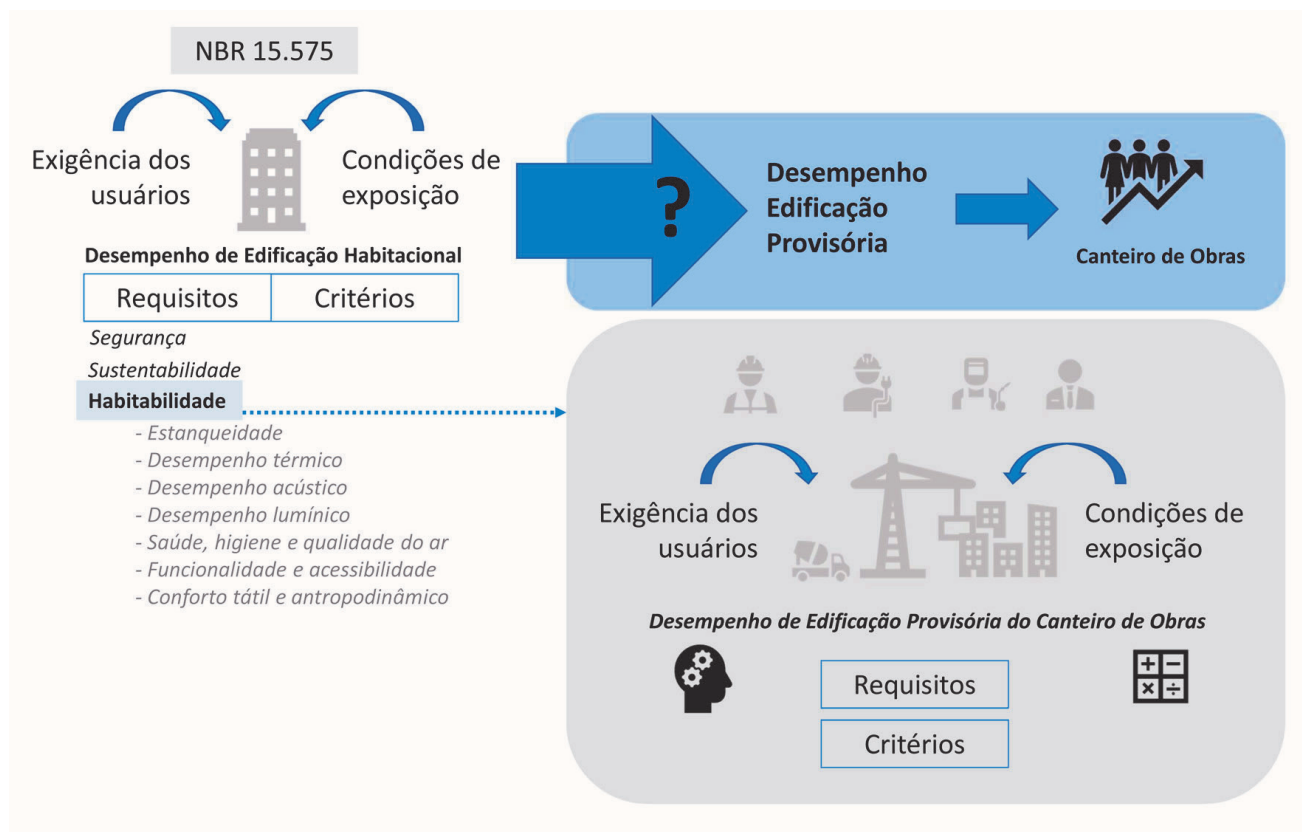 NBR 15.575
Exigência dos
usuários
Condições de
exposição
Desempenho de Edificação Habitacional
Requisitos
Critérios
Segurança
Sustentabilidade
Habitabilidade
- Estanqueidade
- Desempenho térmico
- Desempenho acústico
- Desempenho lumínico
- Saúde, higiene e qualidade do ar
- Funcionalidade e acessibilidade
- Conforto tátil e antropodinâmico
?
Desempenho
Edificação
Provisória
Canteiro de Obras
Exigência dos
usuários
Condições de
exposição
Desempenho de Edificação Provisória do Canteiro de Obras
Requisitos
Critérios